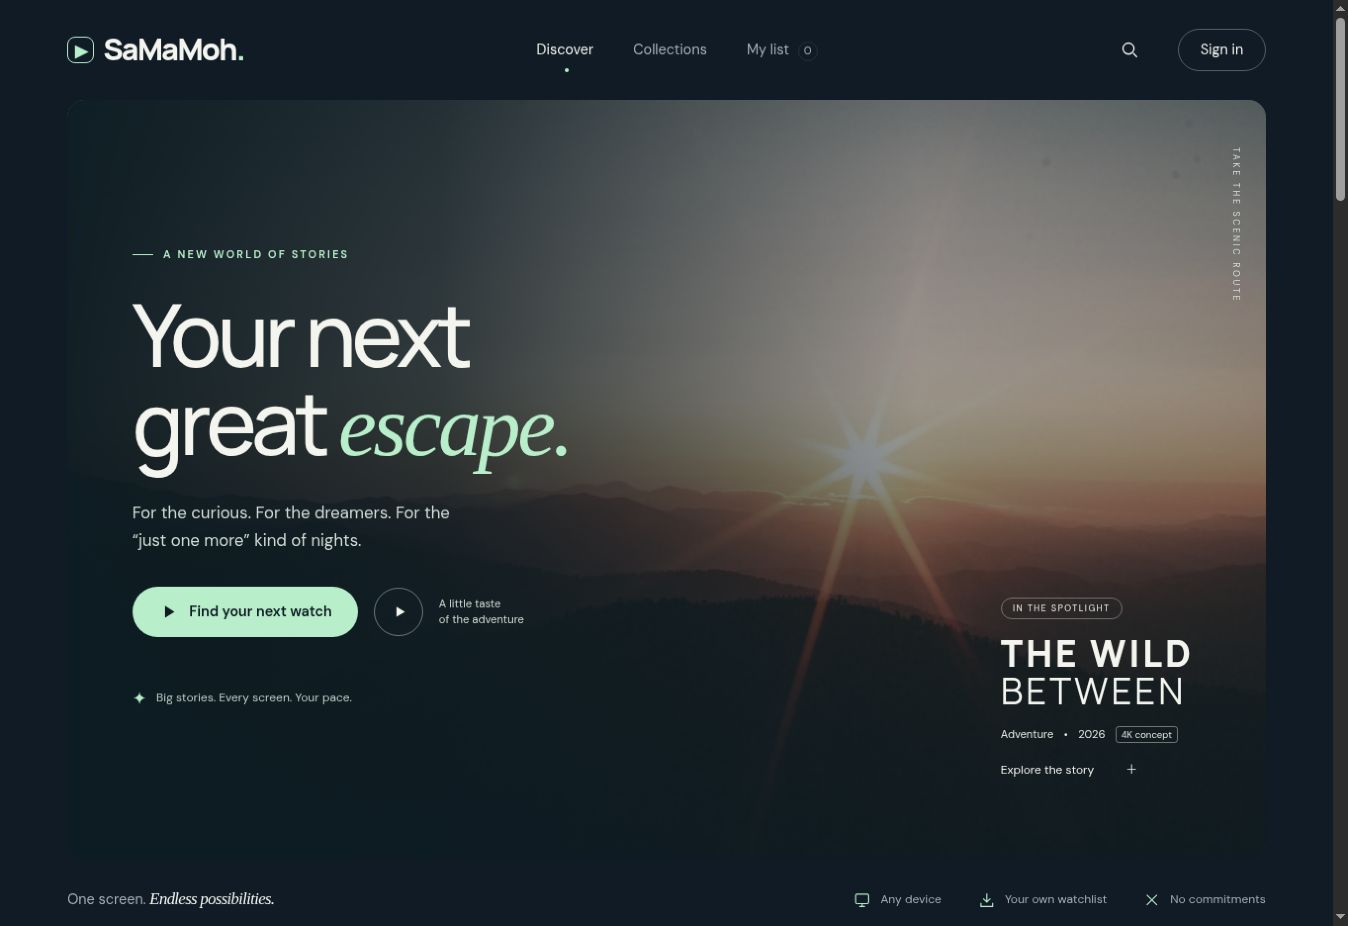 SaMaMoh.
Discover
Collections
My list 0
Sign in
TAKE THE SCENIC ROUTE
A NEW WORLD OF STORIES
Your next
great escape.
For the curious. For the dreamers. For the
“just one more” kind of nights.
Find your next watch
A little taste
of the adventure
Big stories. Every screen. Your pace.
IN THE SPOTLIGHT
THE WILD
BETWEEN
Adventure • 2026 4K concept
Explore the story +
One screen. Endless possibilities.
Any device
Your own watchlist
No commitments